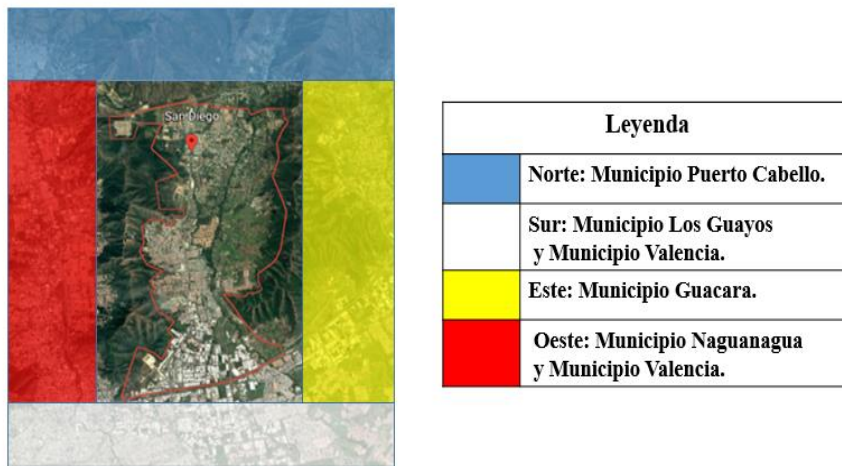 San Diego
Leyenda
Norte: Municipio Puerto Cabello.
Sur: Municipio Los Guayos
y Municipio Valencia.
Este: Municipio Guacara.
Oeste: Municipio Naguanagua
y Municipio Valencia.